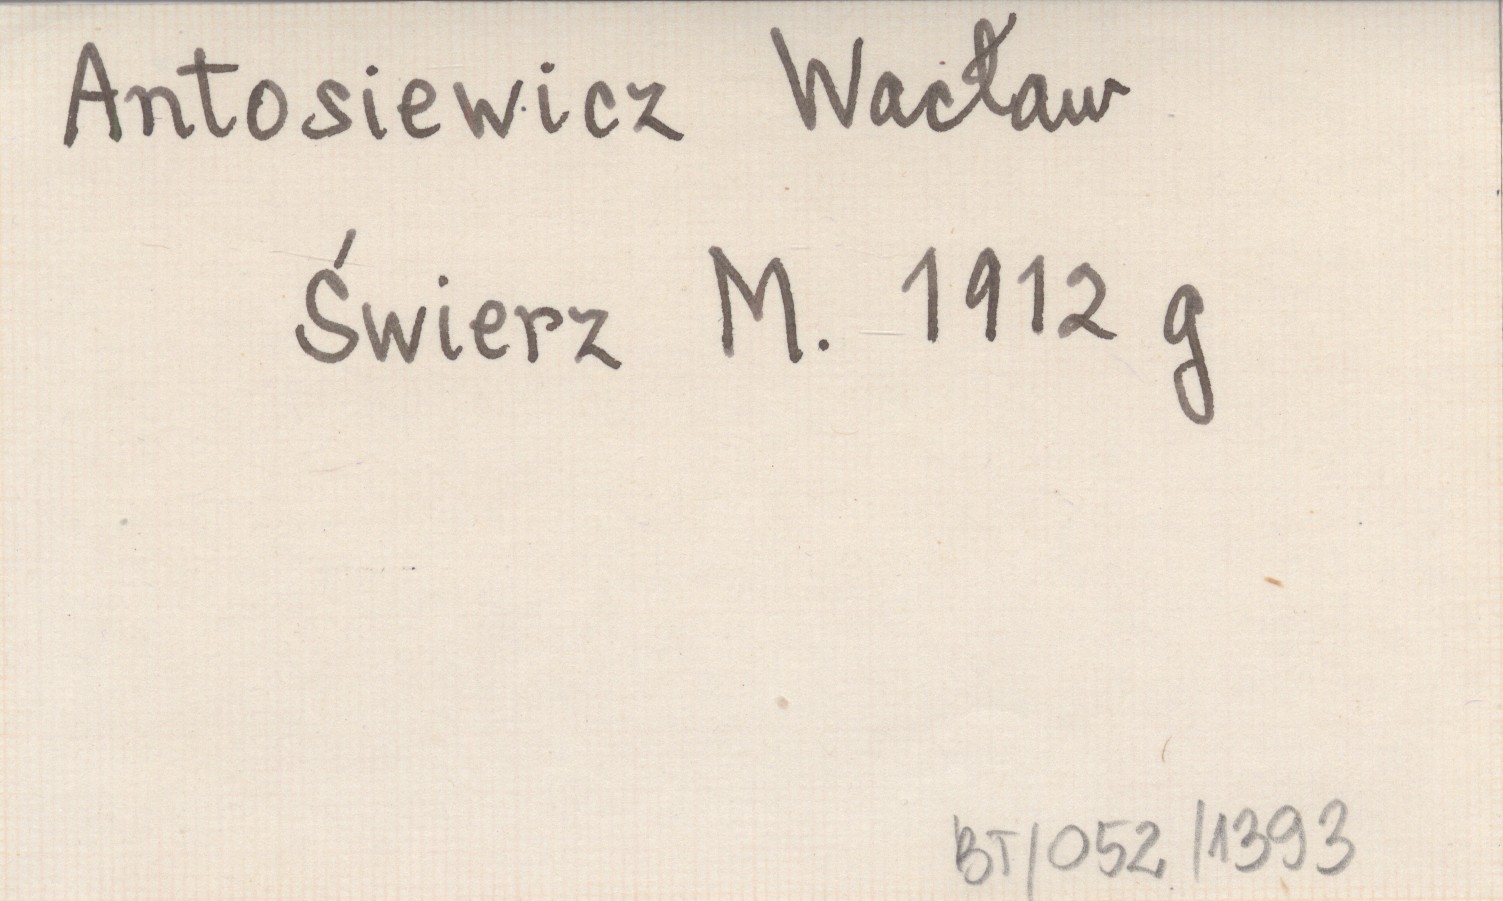 Antosiewicz Wacław
Świerz M. 1912 g
BT/052/1393